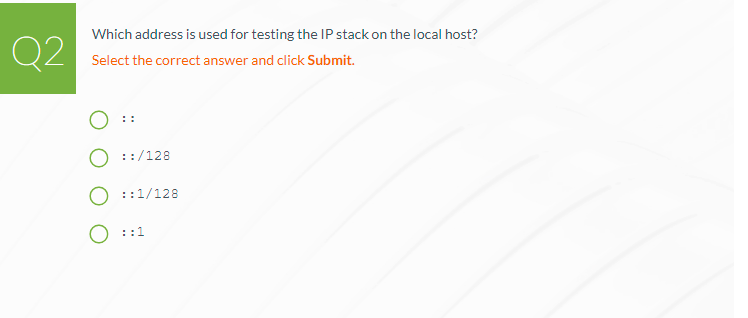 Q2
Which address is used for testing the IP stack on the local host?
Select the correct answer and click Submit.
::
::/128
::1/128
::1